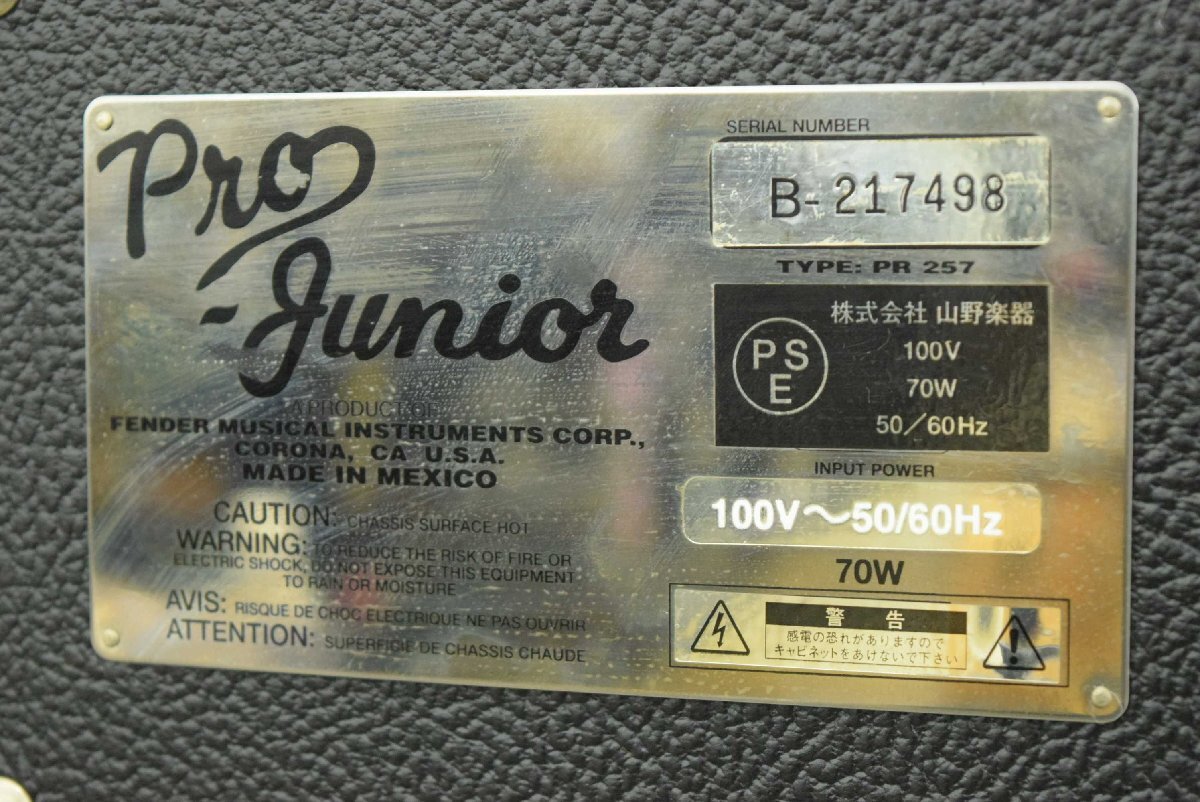 Pro
Junior
A PRODUCT OF
FENDER MUSICAL INSTRUMENTS CORP.,
CORONA, CA U.S.A.
MADE IN MEXICO
CAUTION: CHASSIS SURFACE HOT
WARNING: TO REDUCE THE RISK OF FIRE OR
ELECTRIC SHOCK, DO NOT EXPOSE THIS EQUIPMENT
TO RAIN OR MOISTURE
AVIS: RISQUE DE CHOC ELECTRIQUE NE PAS OUVRIR
ATTENTION: SUPERFICIE DE CHASSIS CHAUDE
SERIAL NUMBER
B-217498
TYPE: PR 257
PSE
株式会社 山野楽器
100V
70W
50/60Hz
INPUT POWER
100V～50/60Hz
70W
警告
感電の恐れがありますので
キャビネットをあけないで下さい